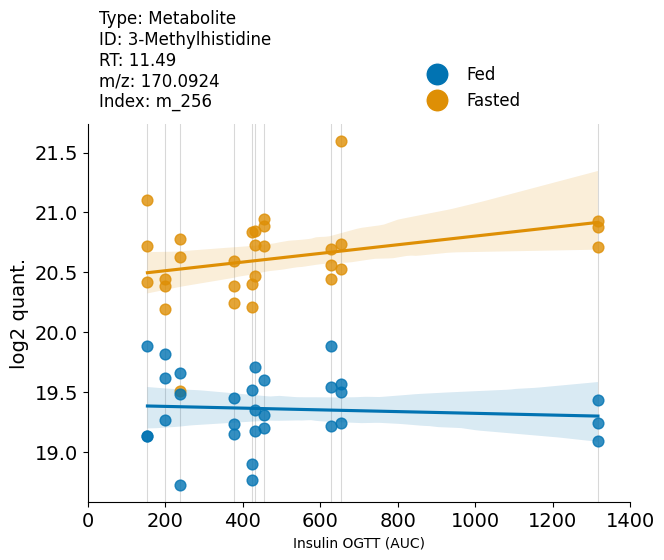 Type: Metabolite
ID: 3-Methylhistidine
RT: 11.49
m/z: 170.0924
Index: m_256
Fed
Fasted
21.5
21.0
20.5
20.0
19.5
19.0
log2 quant.
0 200 400 600 800 1000 1200 1400
Insulin OGTT (AUC)